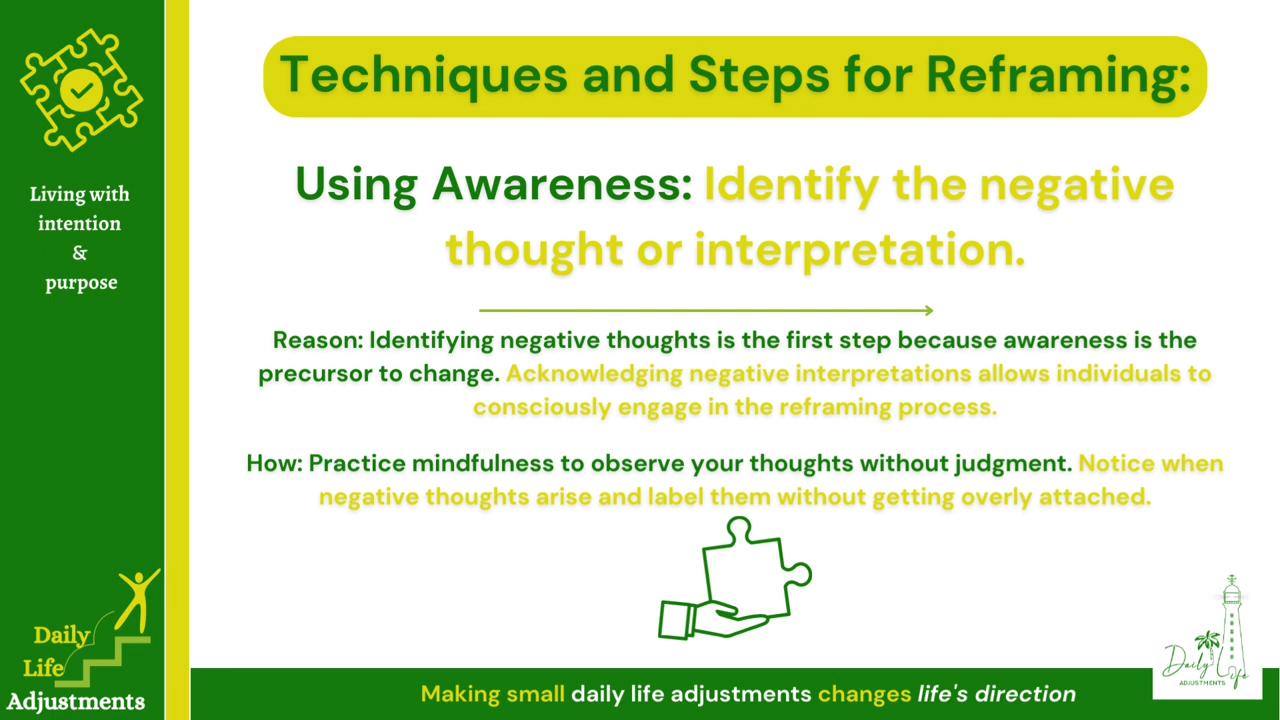 Techniques and Steps for Reframing:
Living with
intention
&
purpose
Using Awareness: Identify the negative
thought or interpretation.
Reason: Identifying negative thoughts is the first step because awareness is the
precursor to change. Acknowledging negative interpretations allows individuals to
consciously engage in the reframing process.
How: Practice mindfulness to observe your thoughts without judgment. Notice when
negative thoughts arise and label them without getting overly attached.
Daily
Life
Adjustments
Making small daily life adjustments changes life's direction
Daily Life
ADJUSTMENTS